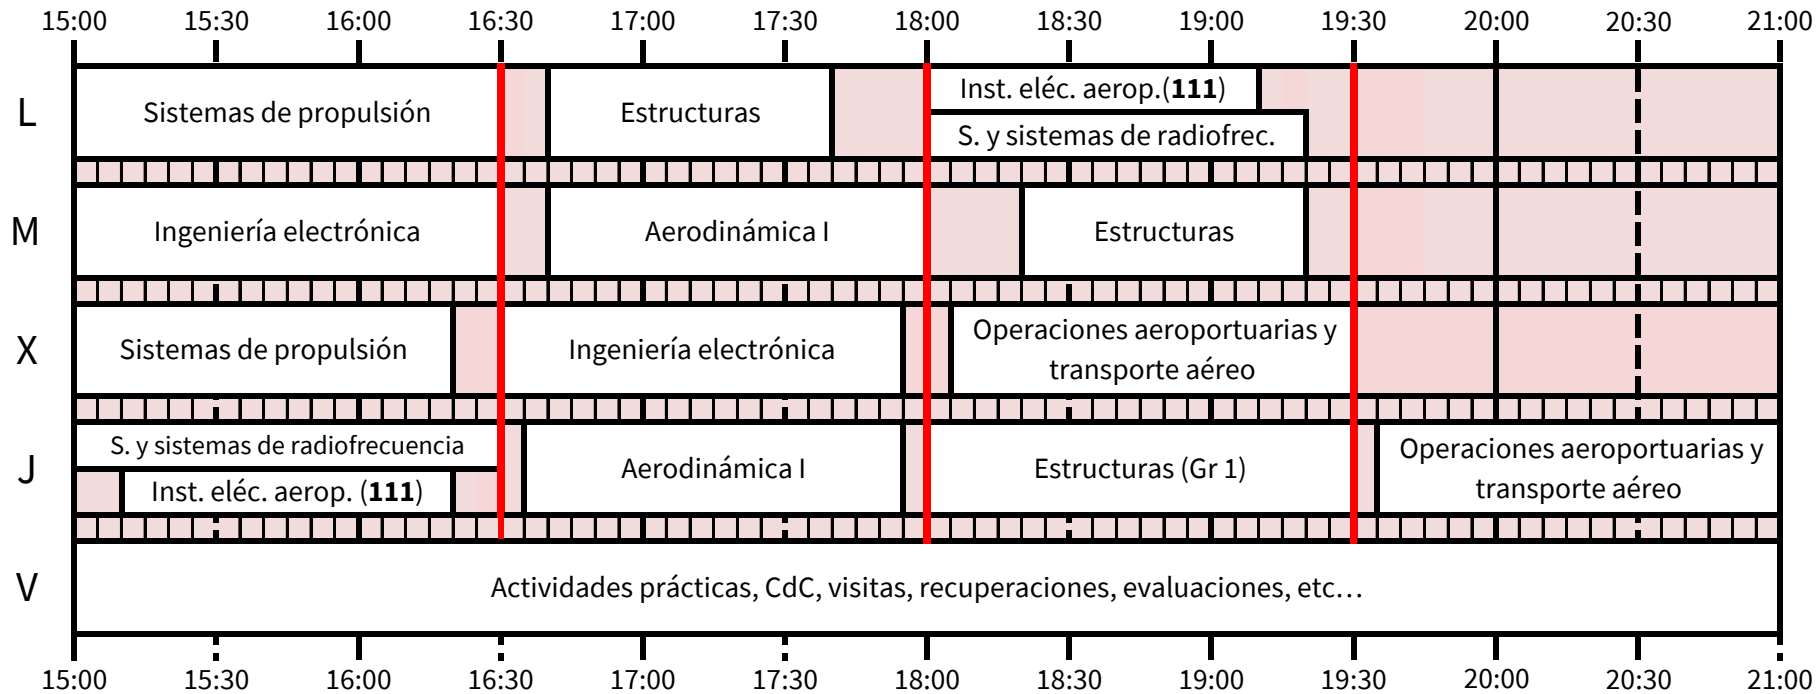 15:00 15:30 16:00 16:30 17:00 17:30 18:00 18:30 19:00 19:30 20:00 20:30 21:00
L
Sistemas de propulsión
Estructuras
Inst. eléc. aerop.(111)
S. y sistemas de radiofrec.
M
Ingeniería electrónica
Aerodinámica I
Estructuras
X
Sistemas de propulsión
Ingeniería electrónica
Operaciones aeroportuarias y
transporte aéreo
J
S. y sistemas de radiofrecuencia
Inst. eléc. aerop. (111)
Aerodinámica I
Estructuras (Gr 1)
Operaciones aeroportuarias y
transporte aéreo
V
Actividades prácticas, CdC, visitas, recuperaciones, evaluaciones, etc…
15:00 15:30 16:00 16:30 17:00 17:30 18:00 18:30 19:00 19:30 20:00 20:30 21:00